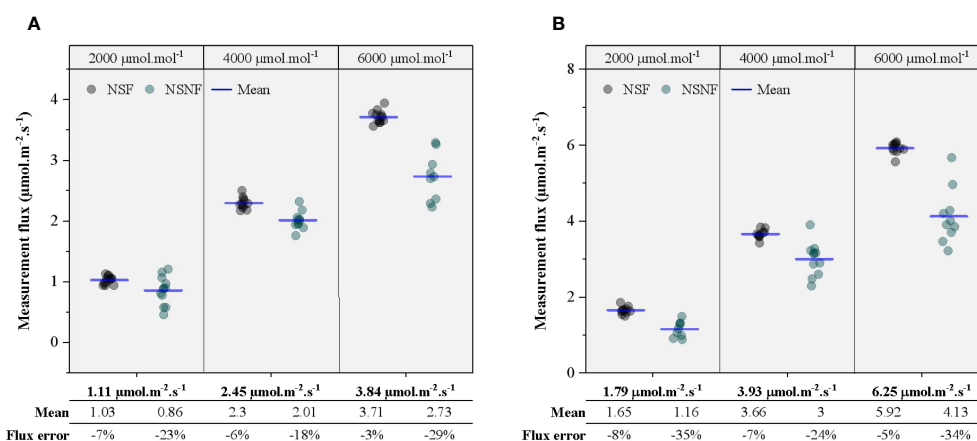 A
2000 μmol.mol⁻¹ 4000 μmol.mol⁻¹ 6000 μmol.mol⁻¹
NSF NSNF Mean
Measurement flux (μmol.m⁻².s⁻¹)
4
3
2
1
0
1.11 μmol.m⁻².s⁻¹ 2.45 μmol.m⁻².s⁻¹ 3.84 μmol.m⁻².s⁻¹
Mean 1.03 0.86 2.3 2.01 3.71 2.73
Flux error -7% -23% -6% -18% -3% -29%
B
2000 μmol.mol⁻¹ 4000 μmol.mol⁻¹ 6000 μmol.mol⁻¹
NSF NSNF Mean
Measurement flux (μmol.m⁻².s⁻¹)
8
6
4
2
0
1.79 μmol.m⁻².s⁻¹ 3.93 μmol.m⁻².s⁻¹ 6.25 μmol.m⁻².s⁻¹
Mean 1.65 1.16 3.66 3 5.92 4.13
Flux error -8% -35% -7% -24% -5% -34%